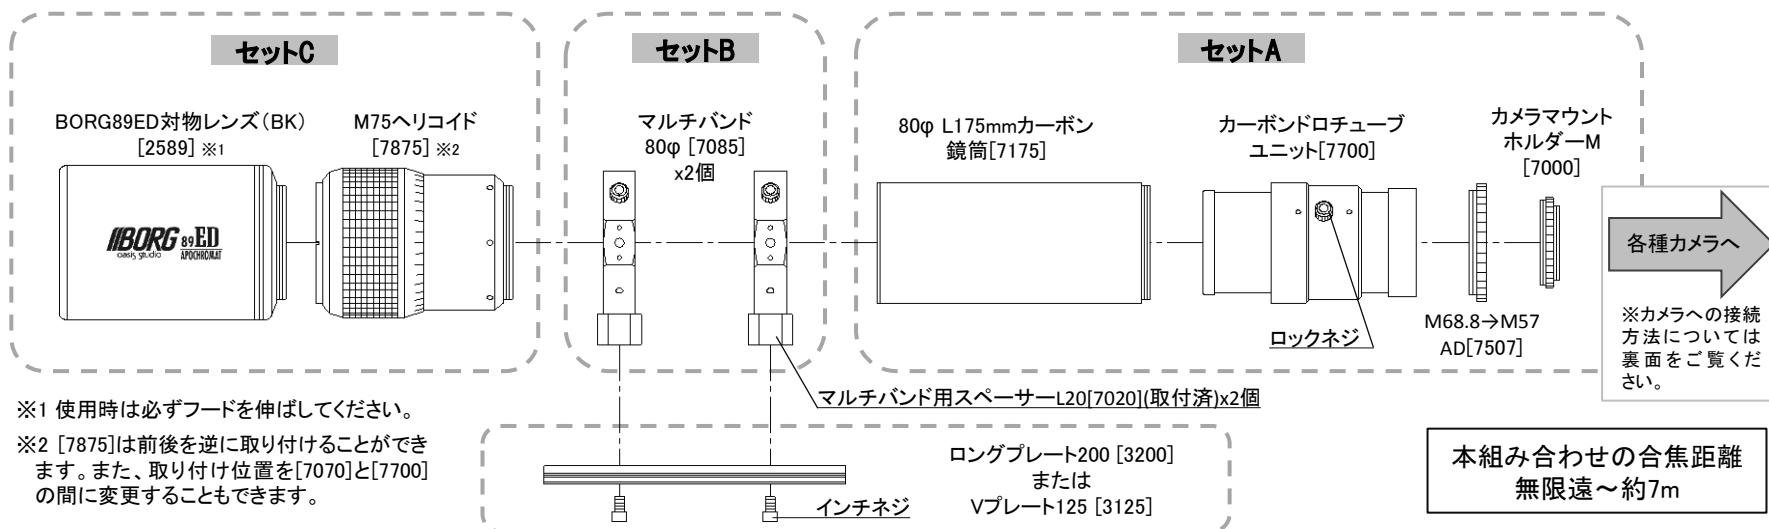 セットC
BORG89ED対物レンズ(BK)
[2589] ※1
M75ヘリコイド
[7875] ※2
BORG 89ED
oasis studio APOCHROMAT
セットB
マルチバンド
80φ [7085]
x2個
セットA
80φ L175mmカーボン
鏡筒[7175]
カーボンドロチューブ
ユニット[7700]
カメラマウント
ホルダーM
[7000]
ロックネジ
M68.8→M57
AD[7507]
各種カメラへ
※カメラへの接続
方法については
裏面をご覧くだ
さい。
マルチバンド用スペーサーL20[7020](取付済)x2個
※1 使用時は必ずフードを伸ばしてください。
※2 [7875]は前後を逆に取り付けることができ
ます。また、取り付け位置を[7070]と[7700]
の間に変更することもできます。
インチネジ
ロングプレート200 [3200]
または
Vプレート125 [3125]
本組み合わせの合焦距離
無限遠～約7m